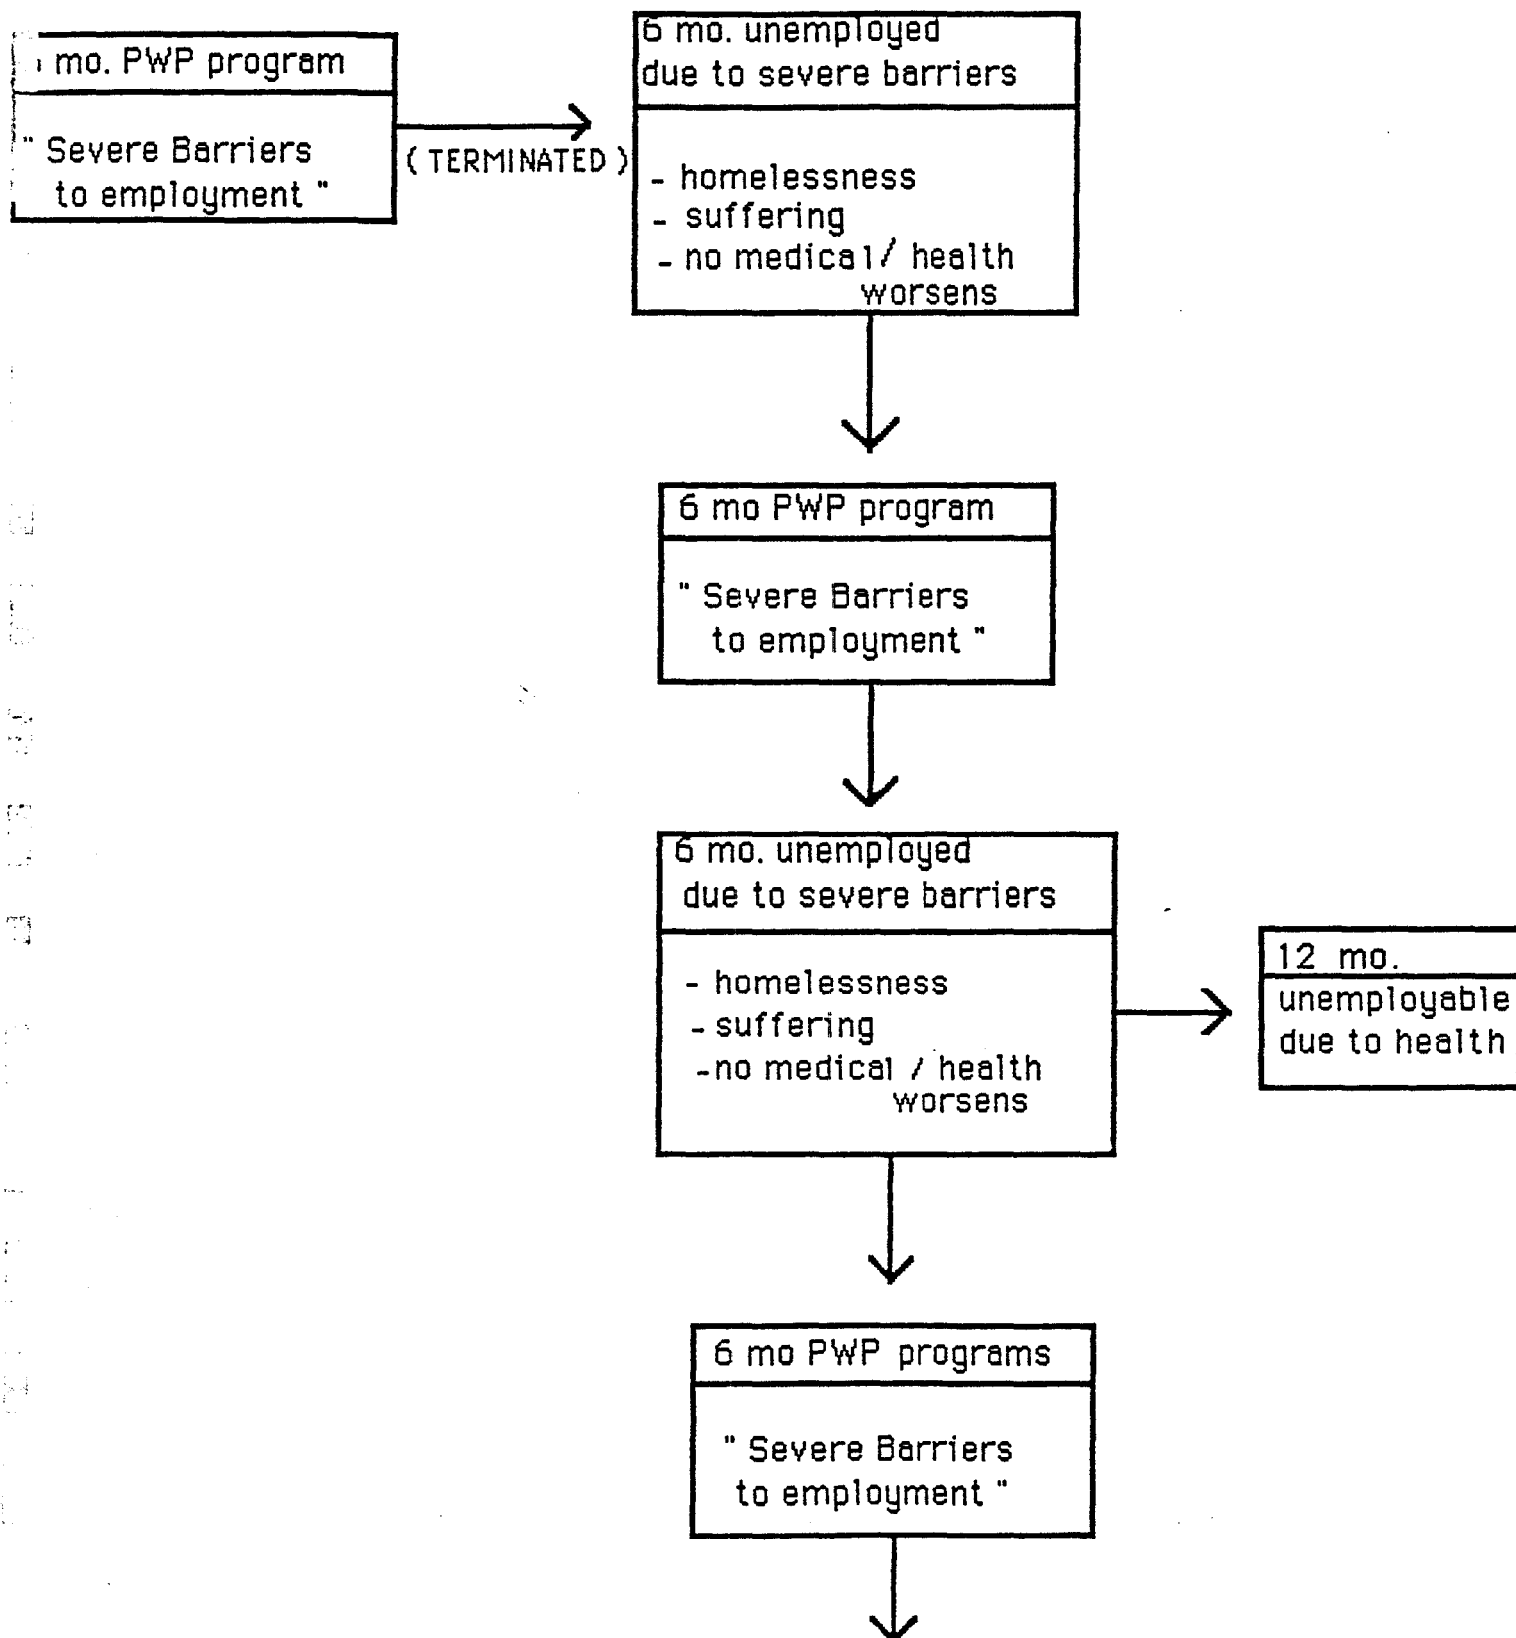 mo. PWP program
" Severe Barriers
to employment "
( TERMINATED )
6 mo. unemployed
due to severe barriers
- homelessness
- suffering
- no medical / health
worsens
6 mo PWP program
" Severe Barriers
to employment "
6 mo. unemployed
due to severe barriers
- homelessness
- suffering
-no medical / health
worsens
12 mo.
unemployable
due to health
6 mo PWP programs
" Severe Barriers
to employment "